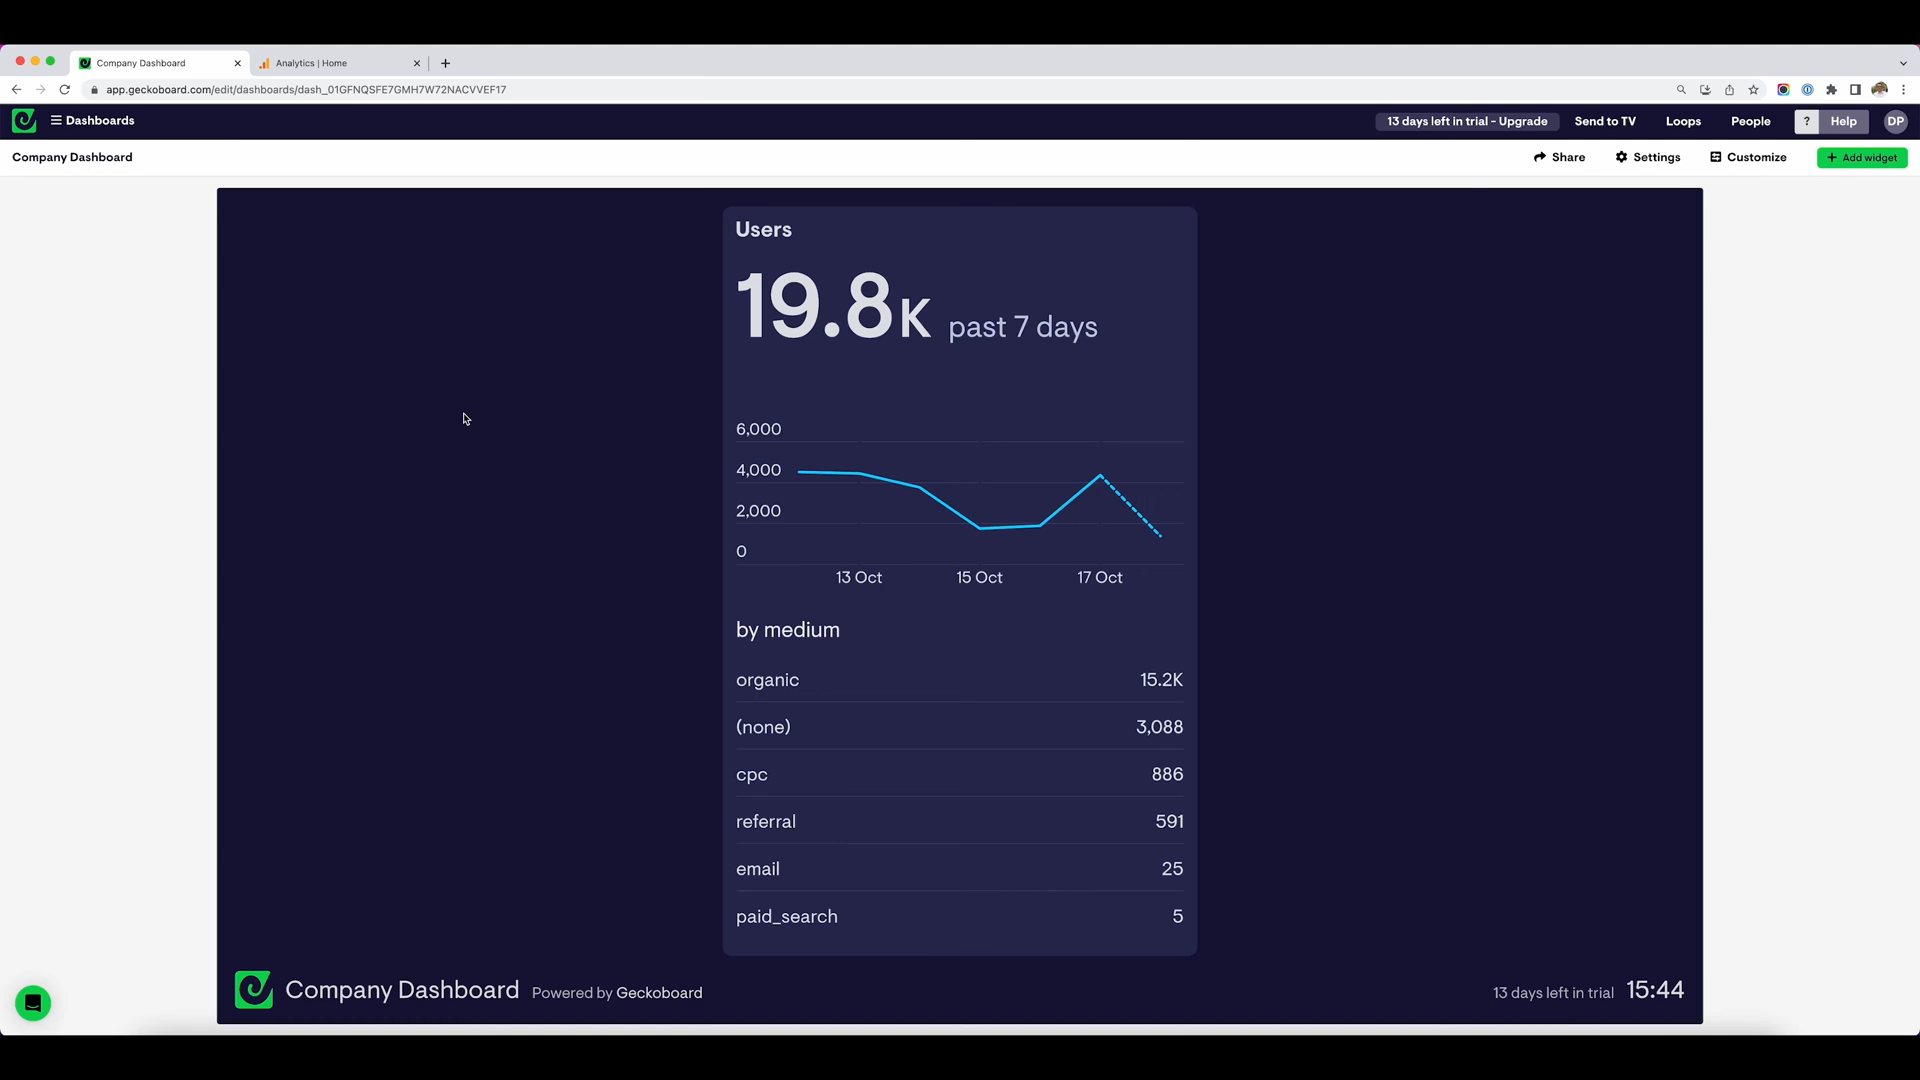 Company Dashboard
Analytics | Home
app.geckoboard.com/edit/dashboards/dash_01GFNQSFE7GMH7W72NACVVEF17
Dashboards
13 days left in trial - Upgrade
Send to TV
Loops
People
? Help
DP
Company Dashboard
Share
Settings
Customize
+ Add widget
Users
19.8K past 7 days
6,000
4,000
2,000
0
13 Oct
15 Oct
17 Oct
by medium
organic 15.2K
(none) 3,088
cpc 886
referral 591
email 25
paid_search 5
Company Dashboard Powered by Geckoboard
13 days left in trial 15:44